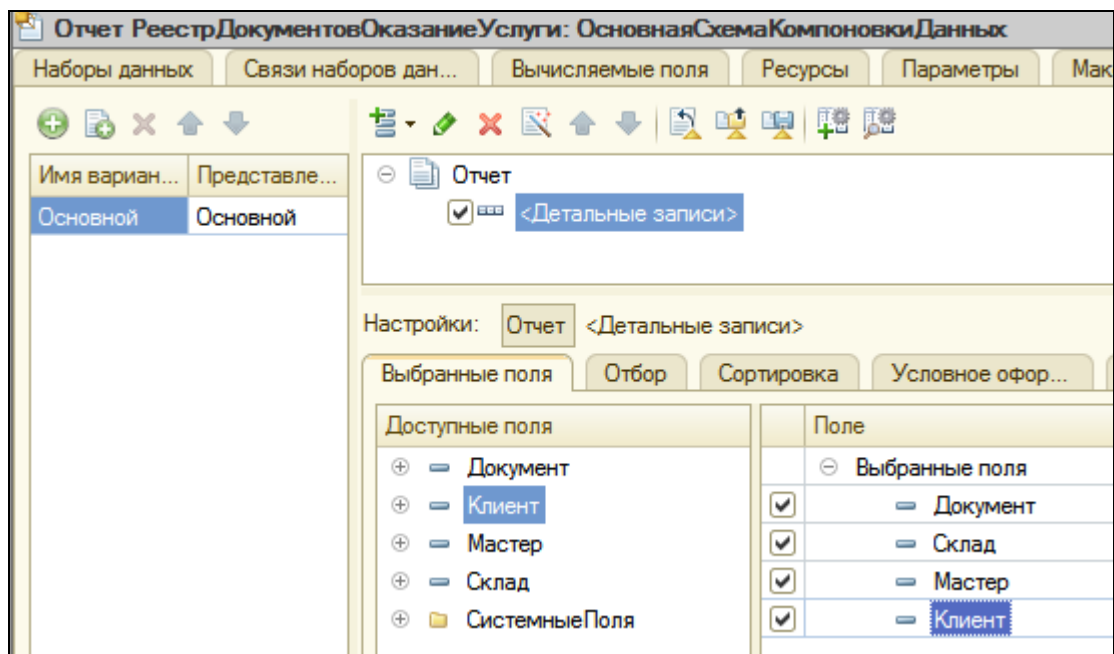 Отчет РеестрДокументовОказаниеУслуги: ОсновнаяСхемаКомпоновкиДанных
Наборы данных Связи наборов дан... Вычисляемые поля Ресурсы Параметры Мак
Имя вариан... Представле...
Основной Основной
Отчет
<Детальные записи>
Настройки: Отчет <Детальные записи>
Выбранные поля Отбор Сортировка Условное офор...
Доступные поля
Документ
Клиент
Мастер
Склад
СистемныеПоля
Поле
Выбранные поля
Документ
Склад
Мастер
Клиент